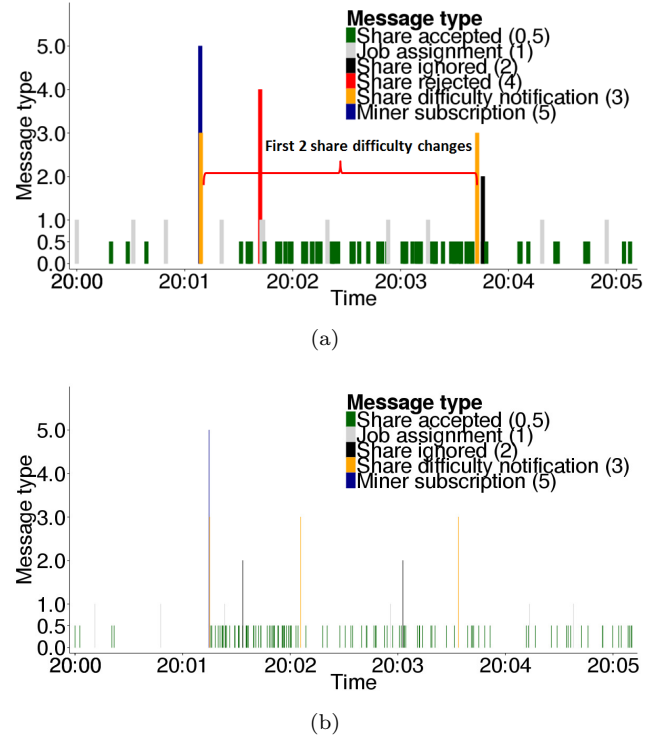 Message type
Share accepted (0.5)
Job assignment (1)
Share ignored (2)
Share rejected (4)
Share difficulty notification (3)
Miner subscription (5)
5.0
4.0
3.0
2.0
1.0
0.5
0.0
Message type
First 2 share difficulty changes
20:00
20:01
20:02
20:03
20:04
20:05
Time
(a)
Message type
Share accepted (0.5)
Job assignment (1)
Share ignored (2)
Share difficulty notification (3)
Miner subscription (5)
5.0
4.0
3.0
2.0
1.0
0.5
0.0
Message type
20:00
20:01
20:02
20:03
20:04
20:05
Time
(b)